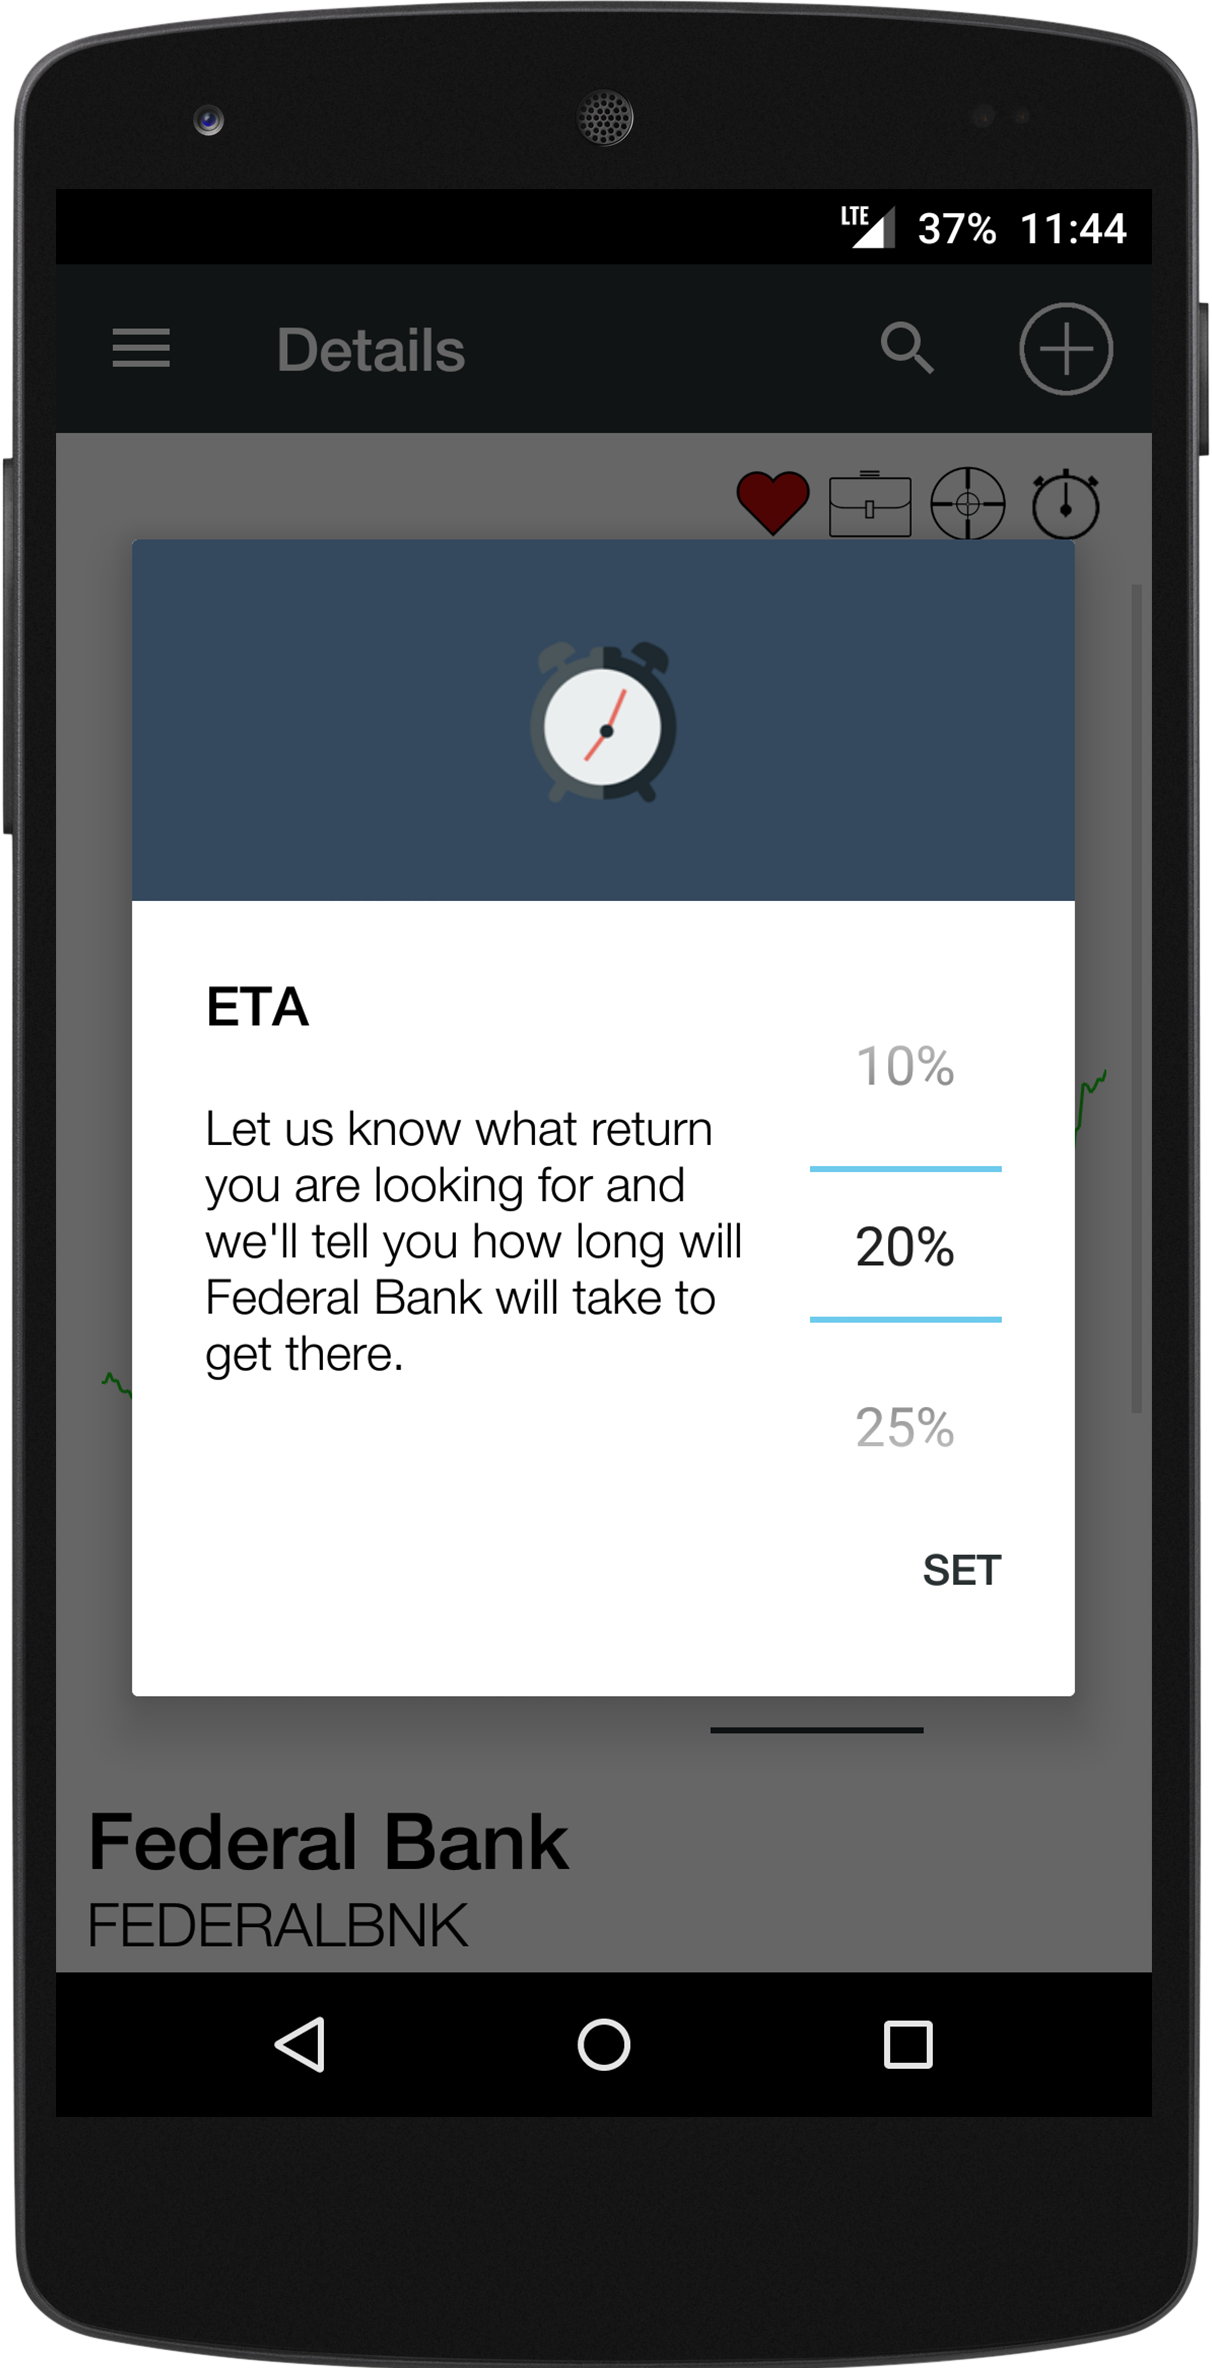 LTE 37% 11:44
Details
ETA
10%
Let us know what return
you are looking for and
we'll tell you how long will
Federal Bank will take to
get there.
20%
25%
SET
Federal Bank
FEDERALBNK